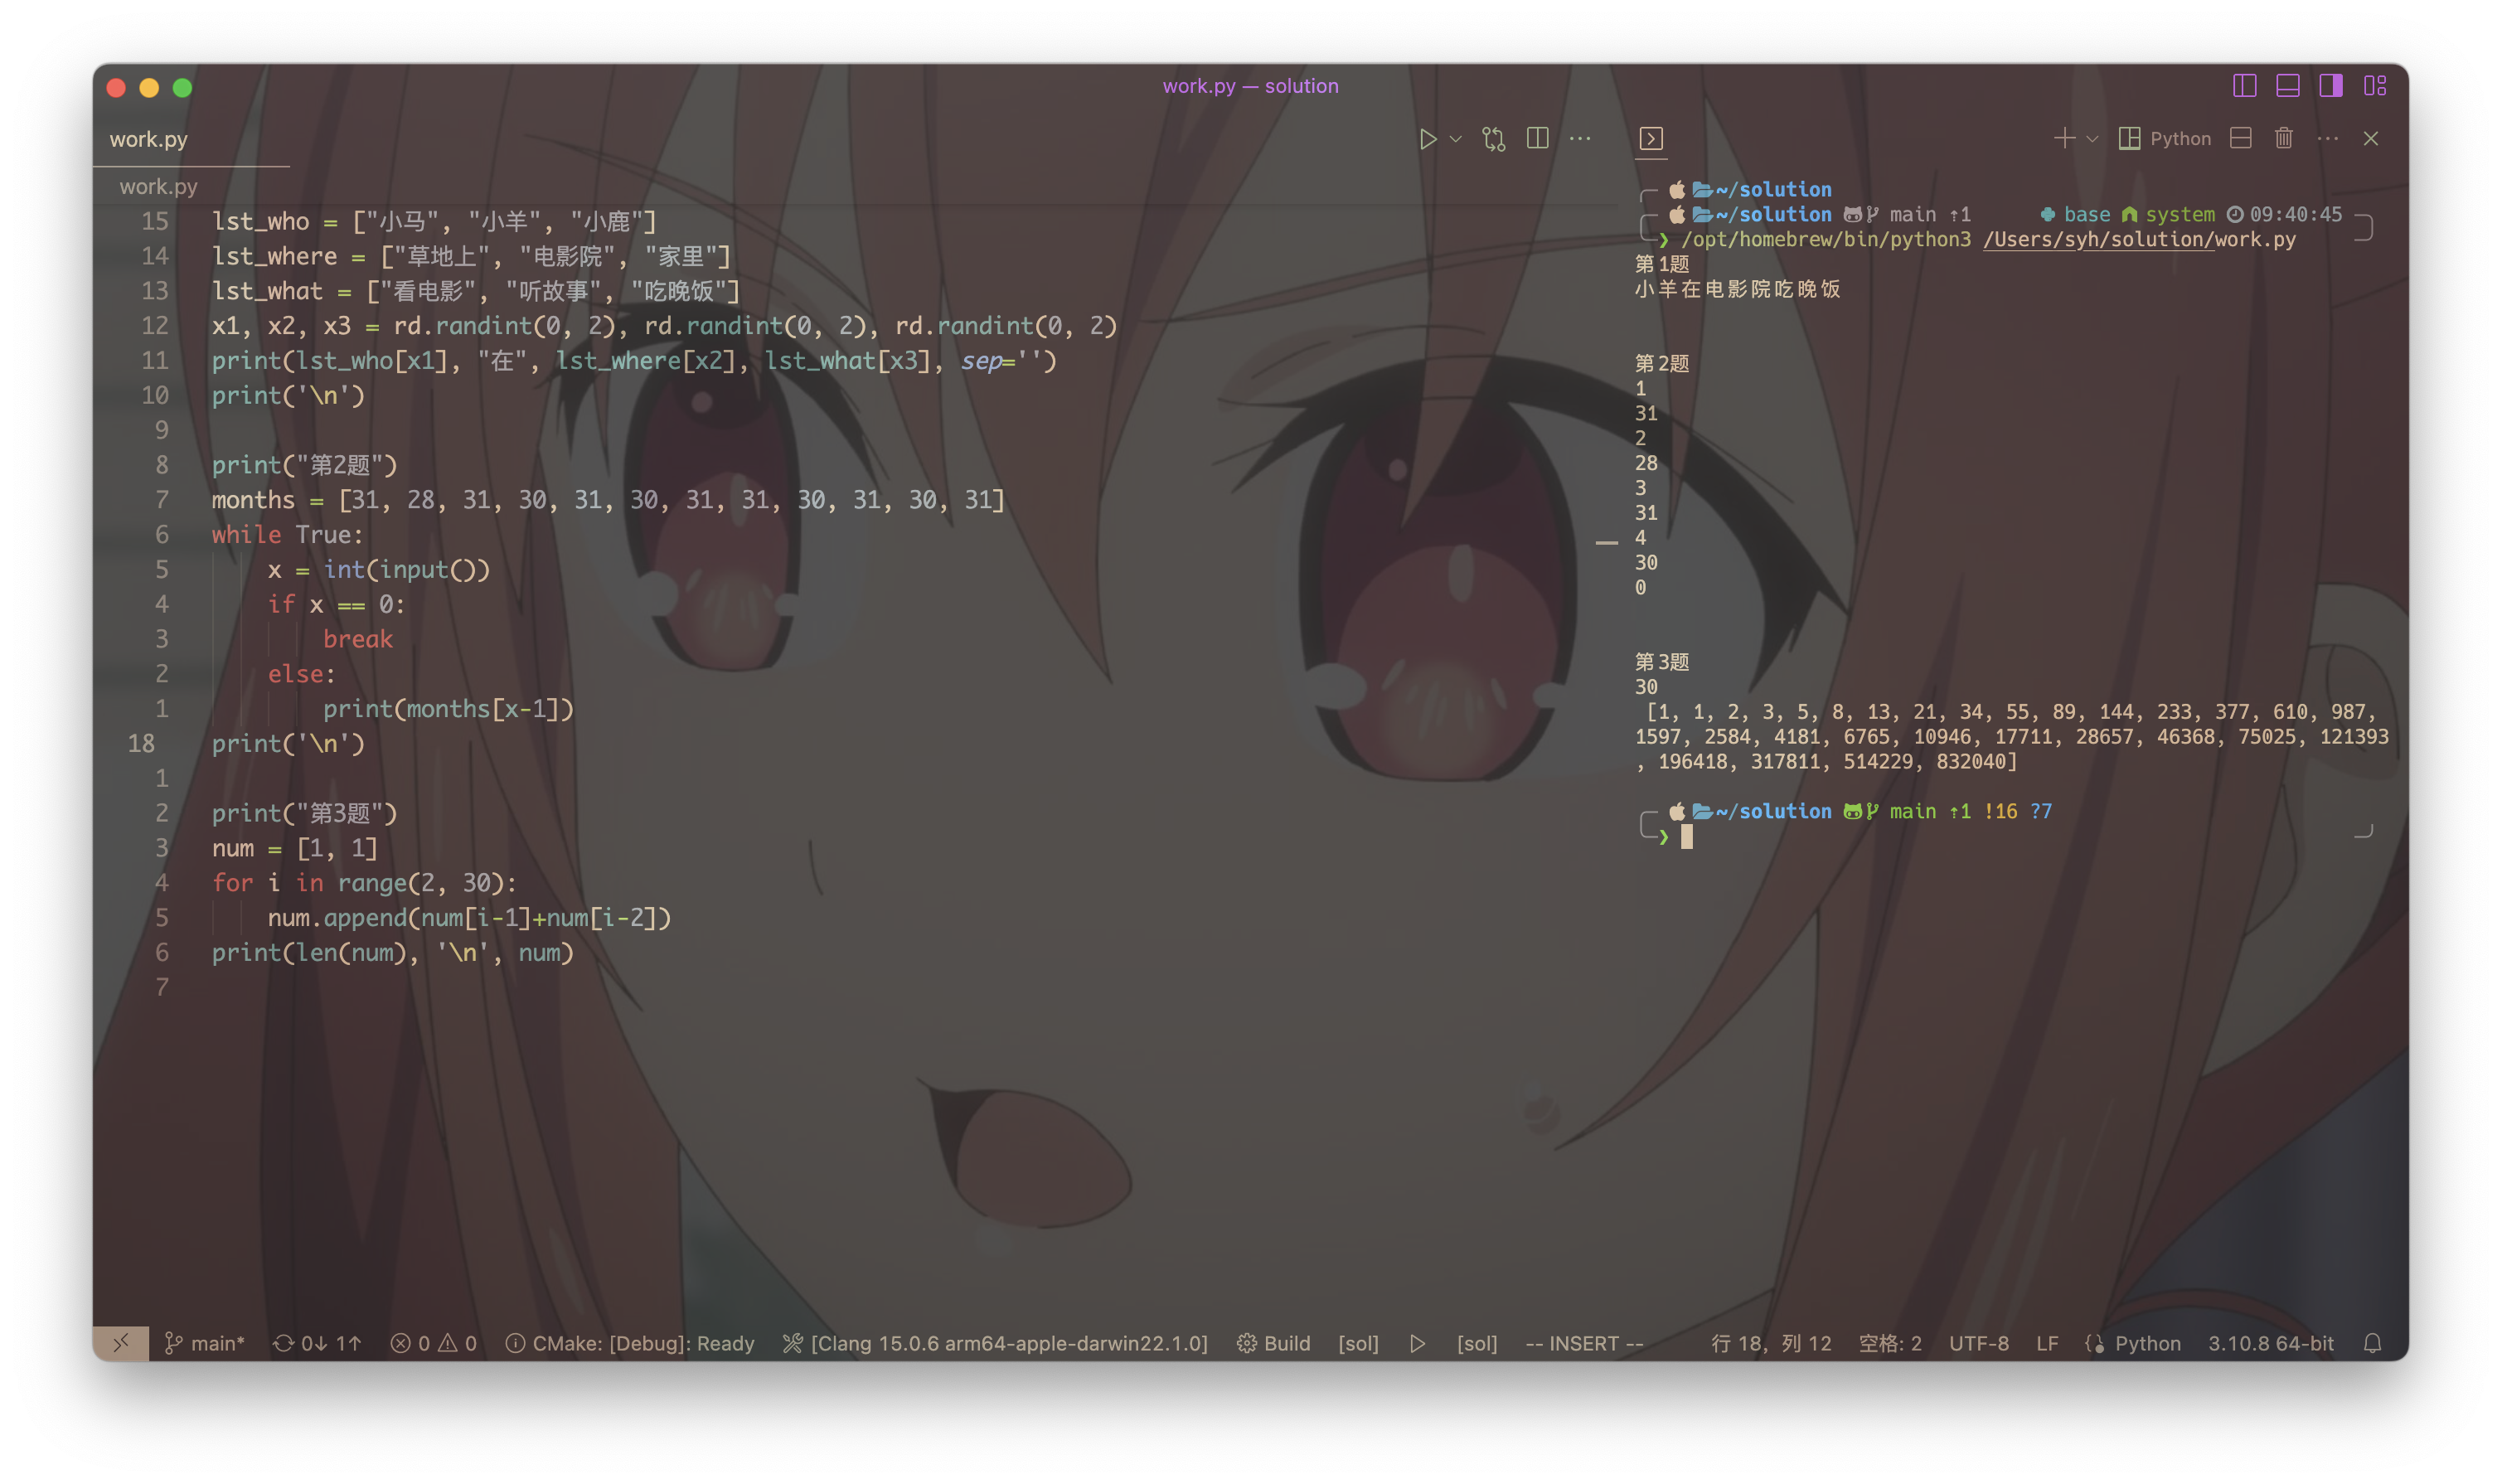 work.py — solution
work.py
Python
work.py
15 lst_who = ["小马", "小羊", "小鹿"]
14 lst_where = ["草地上", "电影院", "家里"]
13 lst_what = ["看电影", "听故事", "吃晚饭"]
12 x1, x2, x3 = rd.randint(0, 2), rd.randint(0, 2), rd.randint(0, 2)
11 print(lst_who[x1], "在", lst_where[x2], lst_what[x3], sep='')
10 print('\n')
9
8 print("第2题")
7 months = [31, 28, 31, 30, 31, 30, 31, 31, 30, 31, 30, 31]
6 while True:
5 x = int(input())
4 if x == 0:
3 break
2 else:
1 print(months[x-1])
18 print('\n')
1
2 print("第3题")
3 num = [1, 1]
4 for i in range(2, 30):
5 num.append(num[i-1]+num[i-2])
6 print(len(num), '\n', num)
7
~/solution
~/solution main ⇡1 base system 09:40:45
❯ /opt/homebrew/bin/python3 /Users/syh/solution/work.py
第1题
小羊在电影院吃晚饭
第2题
1
31
2
28
3
31
4
30
0
第3题
30
[1, 1, 2, 3, 5, 8, 13, 21, 34, 55, 89, 144, 233, 377, 610, 987,
1597, 2584, 4181, 6765, 10946, 17711, 28657, 46368, 75025, 121393
, 196418, 317811, 514229, 832040]
~/solution main ⇡1 !16 ?7
❯
main* 0↓ 1↑ 0 0 CMake: [Debug]: Ready [Clang 15.0.6 arm64-apple-darwin22.1.0] Build [sol] [sol] -- INSERT -- 行 18, 列 12 空格: 2 UTF-8 LF Python 3.10.8 64-bit